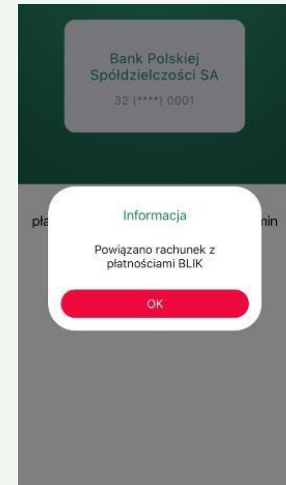 Bank Polskiej
Spółdzielczości SA
32 (****) 0001
Informacja
Powiązano rachunek z
płatnościami BLIK
OK